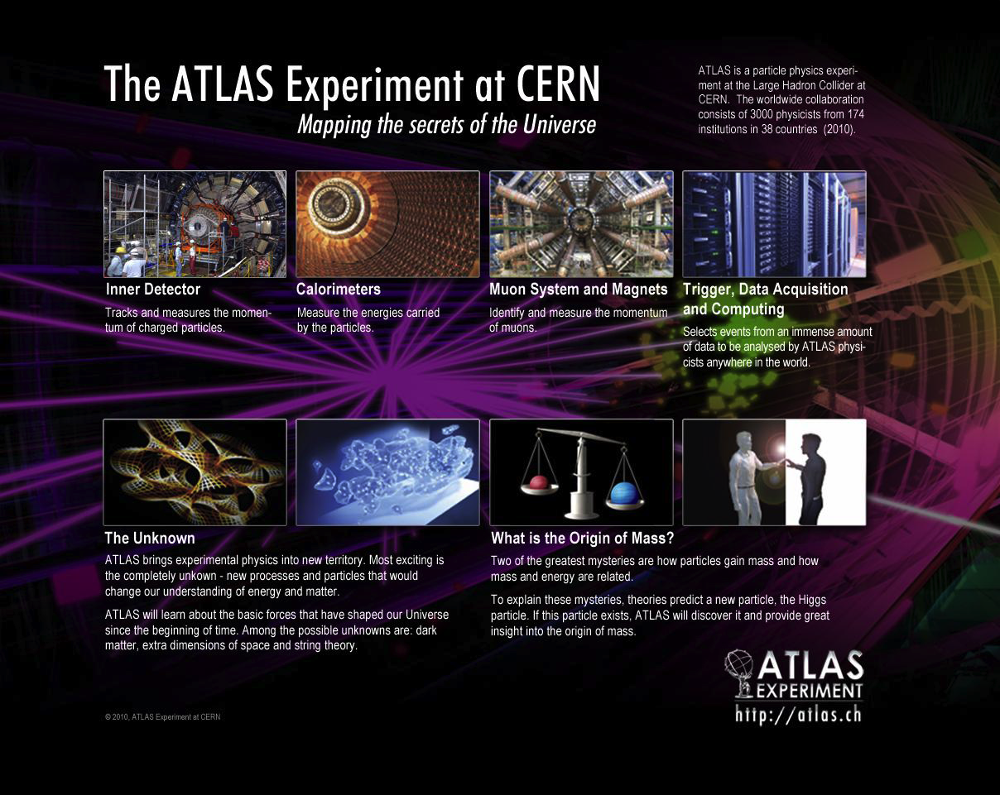 The ATLAS Experiment at CERN
Mapping the secrets of the Universe
ATLAS is a particle physics experi-
ment at the Large Hadron Collider at
CERN. The worldwide collaboration
consists of 3000 physicists from 174
institutions in 38 countries (2010).
Inner Detector
Tracks and measures the momen-
tum of charged particles.
Calorimeters
Measure the energies carried
by the particles.
Muon System and Magnets
Identify and measure the momentum
of muons.
Trigger, Data Acquisition
and Computing
Selects events from an immense amount
of data to be analysed by ATLAS physi-
cists anywhere in the world.
The Unknown
ATLAS brings experimental physics into new territory. Most exciting is
the completely unkown - new processes and particles that would
change our understanding of energy and matter.
ATLAS will learn about the basic forces that have shaped our Universe
since the beginning of time. Among the possible unknowns are: dark
matter, extra dimensions of space and string theory.
What is the Origin of Mass?
Two of the greatest mysteries are how particles gain mass and how
mass and energy are related.
To explain these mysteries, theories predict a new particle, the Higgs
particle. If this particle exists, ATLAS will discover it and provide great
insight into the origin of mass.
ATLAS
EXPERIMENT
http://atlas.ch
© 2010, ATLAS Experiment at CERN